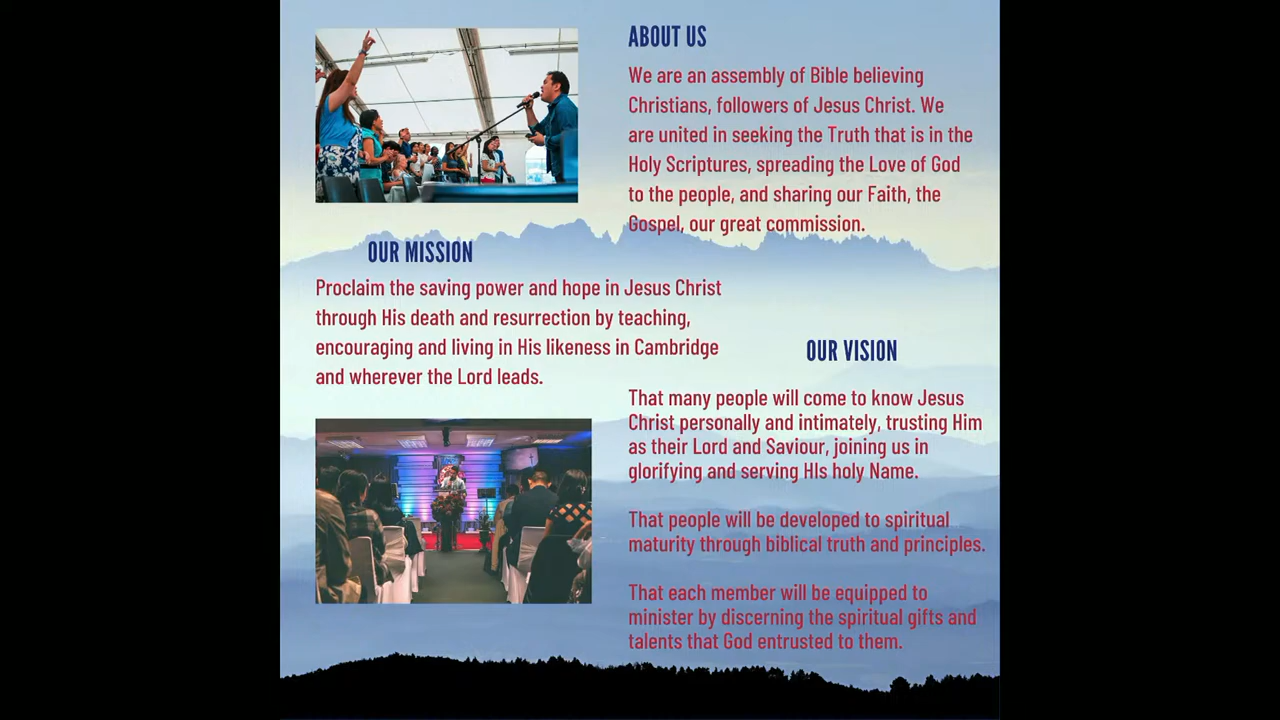 ABOUT US
We are an assembly of Bible believing
Christians, followers of Jesus Christ. We
are united in seeking the Truth that is in the
Holy Scriptures, spreading the Love of God
to the people, and sharing our Faith, the
Gospel, our great commission.
OUR MISSION
Proclaim the saving power and hope in Jesus Christ
through His death and resurrection by teaching,
encouraging and living in His likeness in Cambridge
and wherever the Lord leads.
OUR VISION
That many people will come to know Jesus
Christ personally and intimately, trusting Him
as their Lord and Saviour, joining us in
glorifying and serving HIs holy Name.
That people will be developed to spiritual
maturity through biblical truth and principles.
That each member will be equipped to
minister by discerning the spiritual gifts and
talents that God entrusted to them.